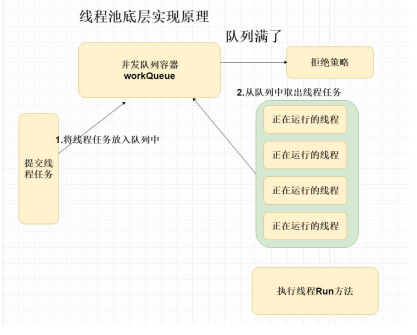 线程池底层实现原理
队列满了
并发队列容器
workQueue
拒绝策略
2.从队列中取出线程任务
1.将线程任务放入队列中
正在运行的线程
正在运行的线程
正在运行的线程
正在运行的线程
提交线
程任务
执行线程Run方法